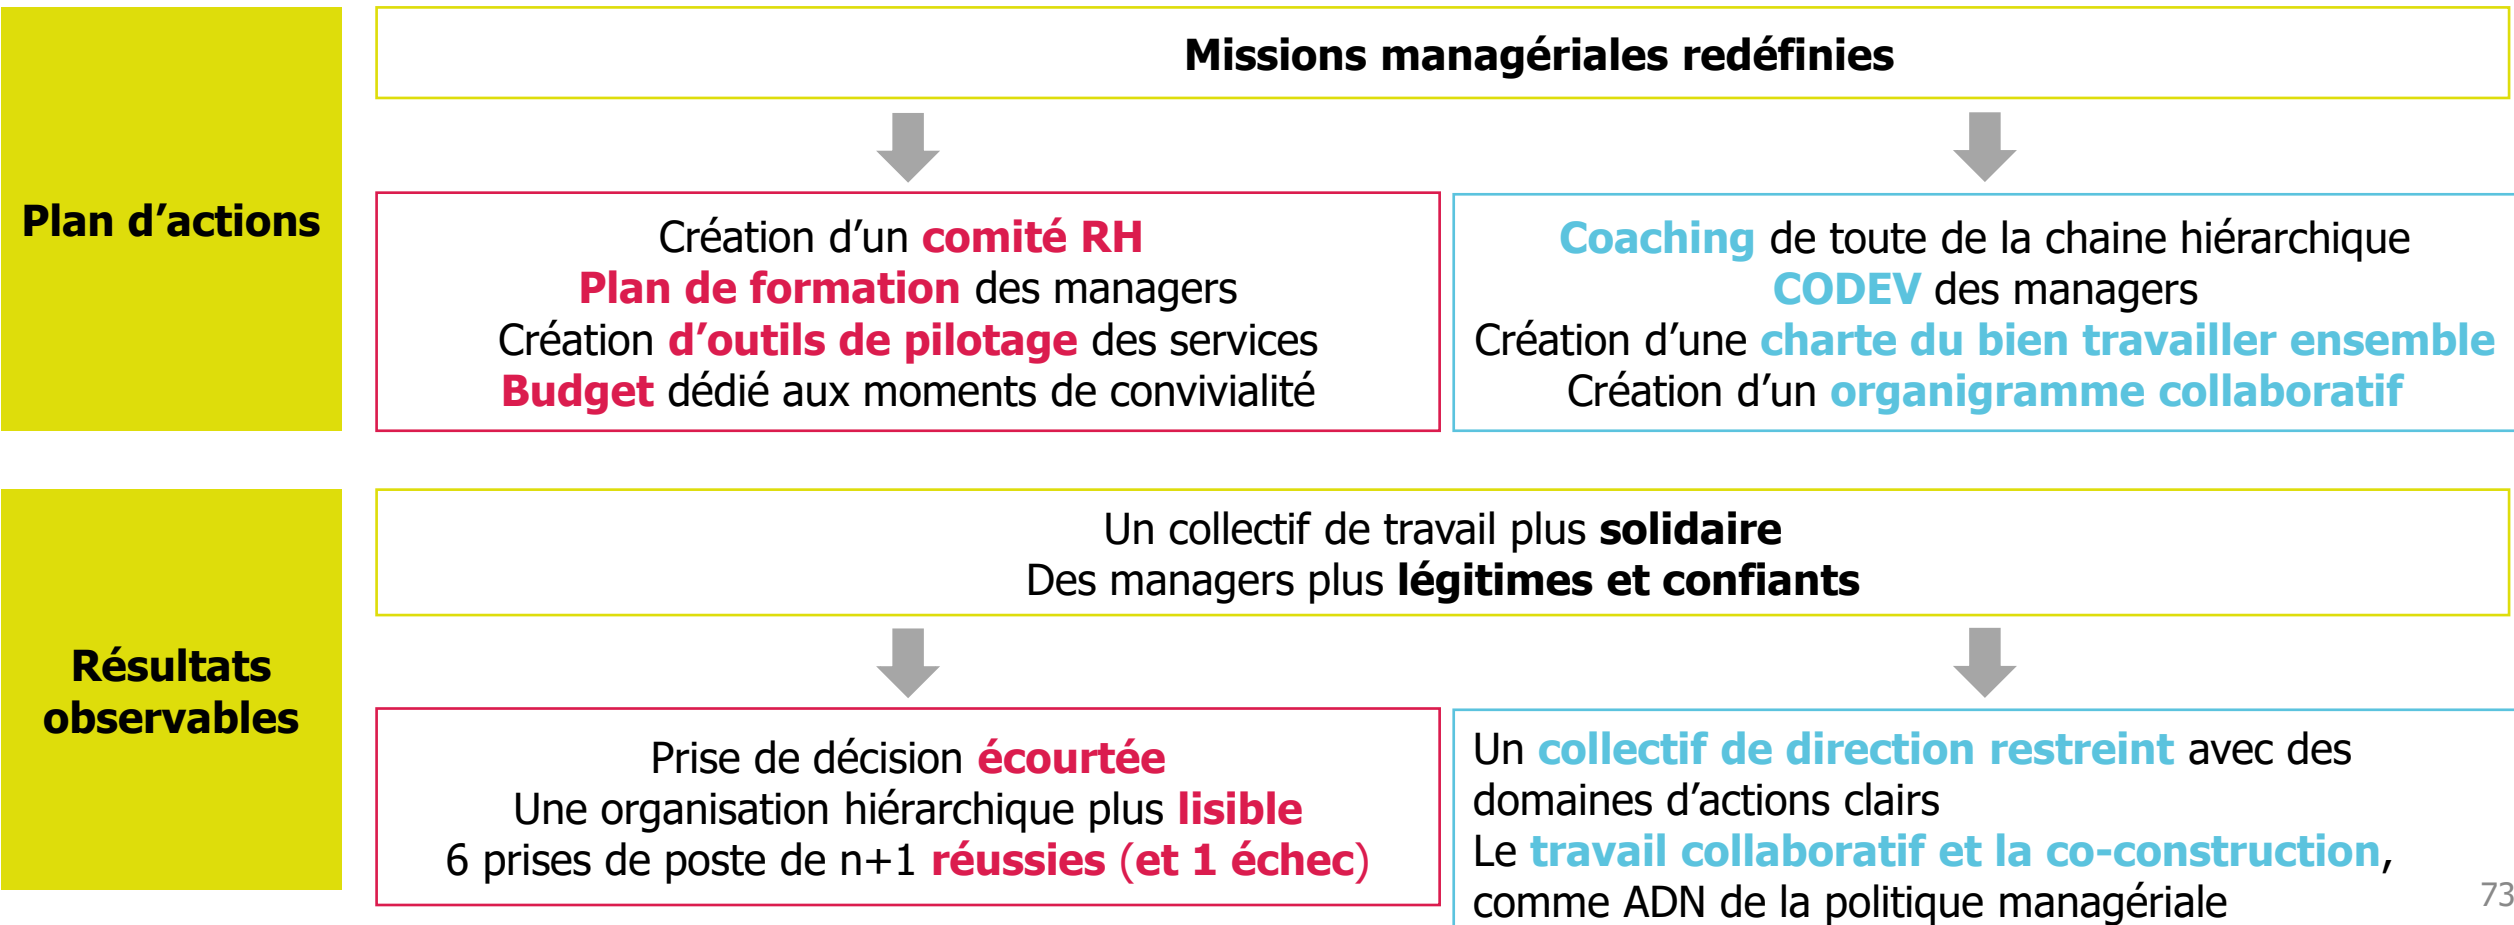 Plan d’actions
Missions managériales redéfinies
Création d’un comité RH
Plan de formation des managers
Création d’outils de pilotage des services
Budget dédié aux moments de convivialité
Coaching de toute de la chaine hiérarchique
CODEV des managers
Création d’une charte du bien travailler ensemble
Création d’un organigramme collaboratif
Résultats
observables
Un collectif de travail plus solidaire
Des managers plus légitimes et confiants
Prise de décision écourtée
Une organisation hiérarchique plus lisible
6 prises de poste de n+1 réussies (et 1 échec)
Un collectif de direction restreint avec des
domaines d’actions clairs
Le travail collaboratif et la co-construction,
comme ADN de la politique managériale
73